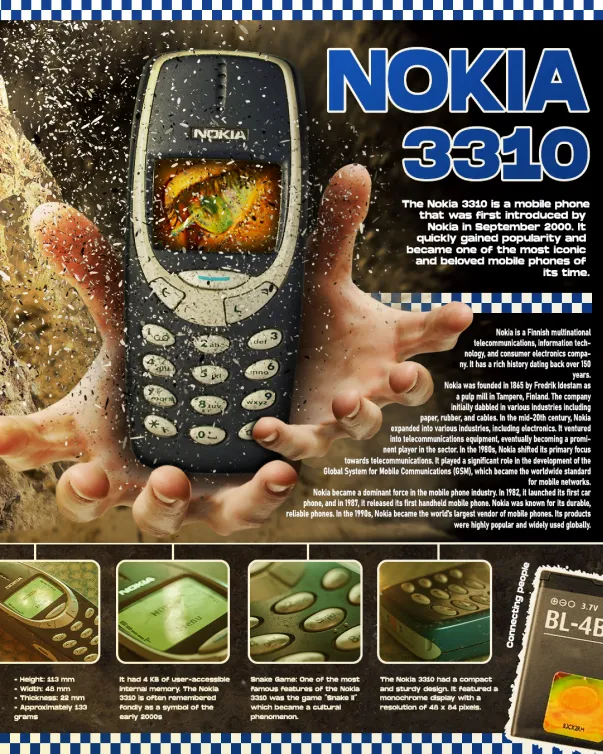 NOKIA
3310
The Nokia 3310 is a mobile phone
that was first introduced by
Nokia in September 2000. It
quickly gained popularity and
became one of the most iconic
and beloved mobile phones of
its time.
NOKIA
Nokia is a Finnish multinational
telecommunications, information tech-
nology, and consumer electronics compa-
ny. It has a rich history dating back over 150
years.
Nokia was founded in 1865 by Fredrik Idestam as
a pulp mill in Tampere, Finland. The company
initially dabbled in various industries including
paper, rubber, and cables. In the mid-20th century, Nokia
expanded into various industries, including electronics. It ventured
into telecommunications equipment, eventually becoming a promi-
nent player in the sector. In the 1980s, Nokia shifted its primary focus
towards telecommunications. It played a significant role in the development of the
Global System for Mobile Communications (GSM), which became the worldwide standard
for mobile networks.
Nokia became a dominant force in the mobile phone industry. In 1982, it launched its first car
phone, and in 1987, it released its first handheld mobile phone. Nokia was known for its durable,
reliable phones. In the 1990s, Nokia became the world's largest vendor of mobile phones. Its products
were highly popular and widely used globally.
- Height: 113 mm
- Width: 48 mm
- Thickness: 22 mm
- Approximately 133
grams
NOKIA
It had 4 KB of user-accessible
internal memory. The Nokia
3310 is often remembered
fondly as a symbol of the
early 2000s
Snake Game: One of the most
famous features of the Nokia
3310 was the game "Snake II"
which became a cultural
phenomenon.
The Nokia 3310 had a compact
and sturdy design. It featured a
monochrome display with a
resolution of 48 x 84 pixels.
Connecting people
3.7V
BL-4B